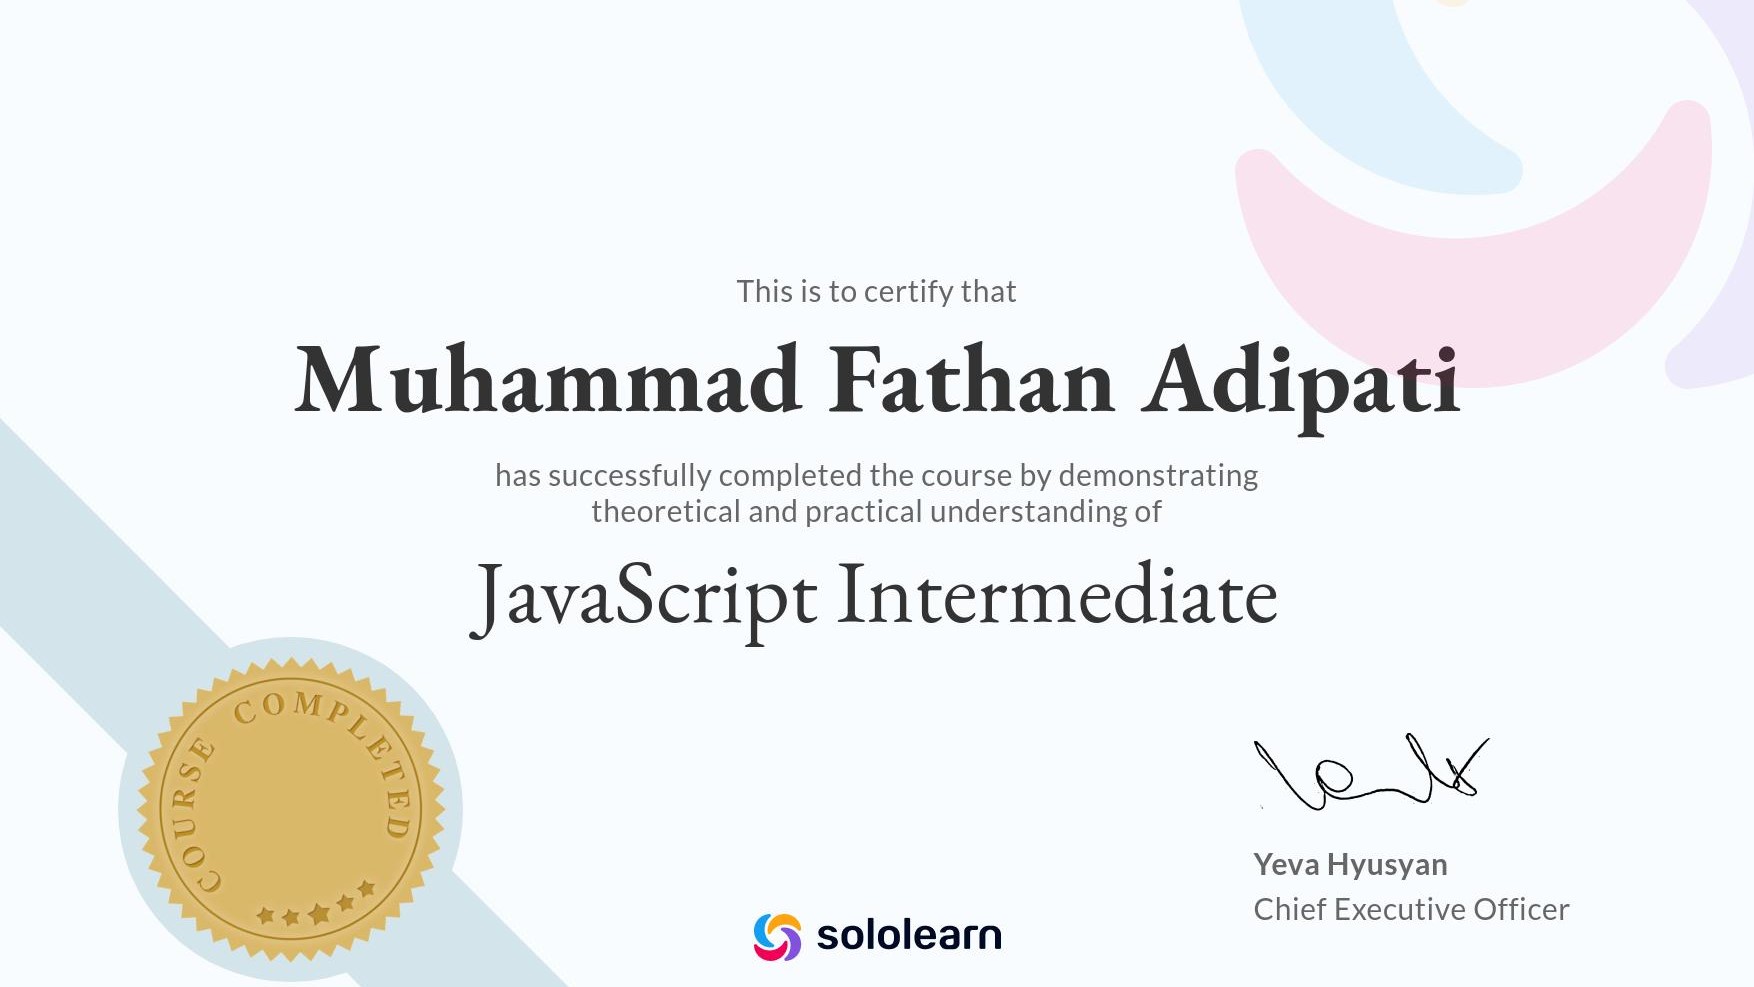 This is to certify that
Muhammad Fathan Adipati
has successfully completed the course by demonstrating
theoretical and practical understanding of
JavaScript Intermediate
COURSE COMPLETED
Yeva Hyusyan
Chief Executive Officer
sololearn